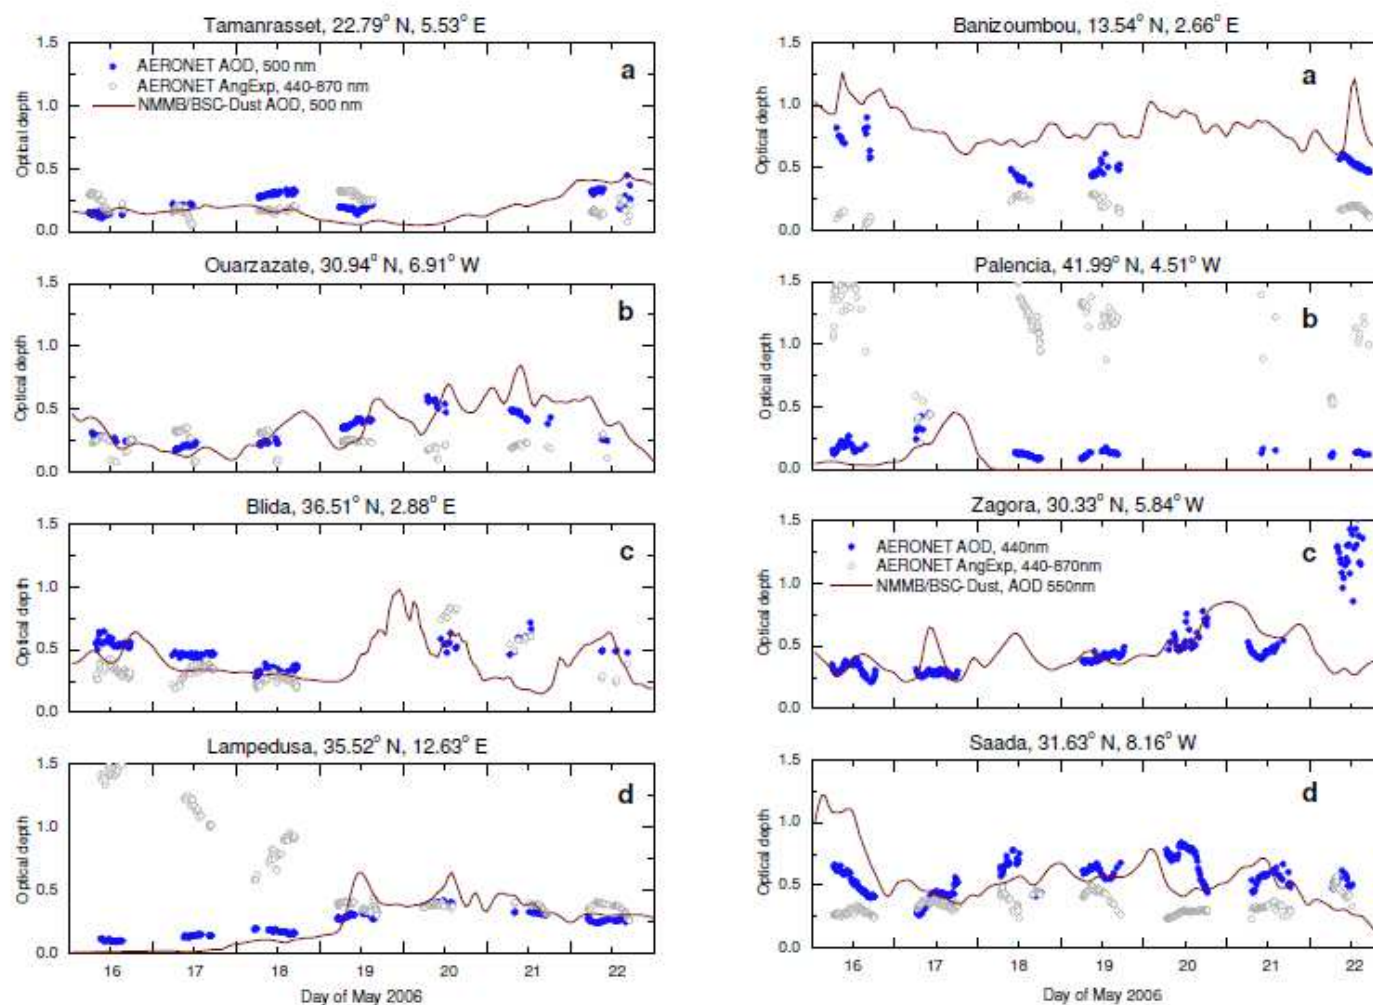 Tamanrasset, 22.79° N, 5.53° E
1.5
1.0
0.5
0.0
Optical depth
AERONET AOD, 500 nm
AERONET AngExp, 440-870 nm
NMMB/BSC-Dust AOD, 500 nm
a
Ouarzazate, 30.94° N, 6.91° W
1.5
1.0
0.5
0.0
Optical depth
b
Blida, 36.51° N, 2.88° E
1.5
1.0
0.5
0.0
Optical depth
c
Lampedusa, 35.52° N, 12.63° E
1.5
1.0
0.5
0.0
Optical depth
d
16 17 18 19 20 21 22
Day of May 2006
Banizoumbou, 13.54° N, 2.66° E
1.5
1.0
0.5
0.0
Optical depth
a
Palencia, 41.99° N, 4.51° W
1.5
1.0
0.5
0.0
Optical depth
b
Zagora, 30.33° N, 5.84° W
1.5
1.0
0.5
0.0
Optical depth
AERONET AOD, 440nm
AERONET AngExp, 440-870nm
NMMB/BSC-Dust, AOD 550nm
c
Saada, 31.63° N, 8.16° W
1.5
1.0
0.5
0.0
Optical depth
d
16 17 18 19 20 21 22
Day of May 2006